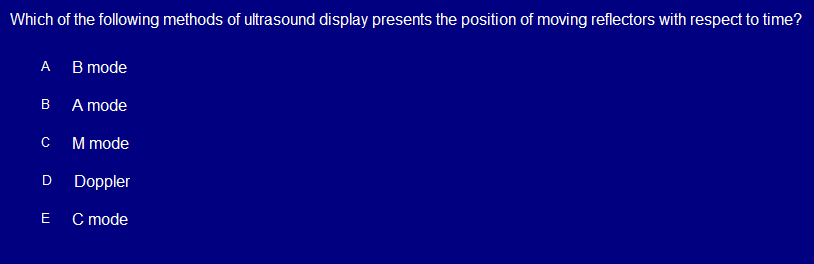 Which of the following methods of ultrasound display presents the position of moving reflectors with respect to time?
A B mode
B A mode
C M mode
D Doppler
E C mode